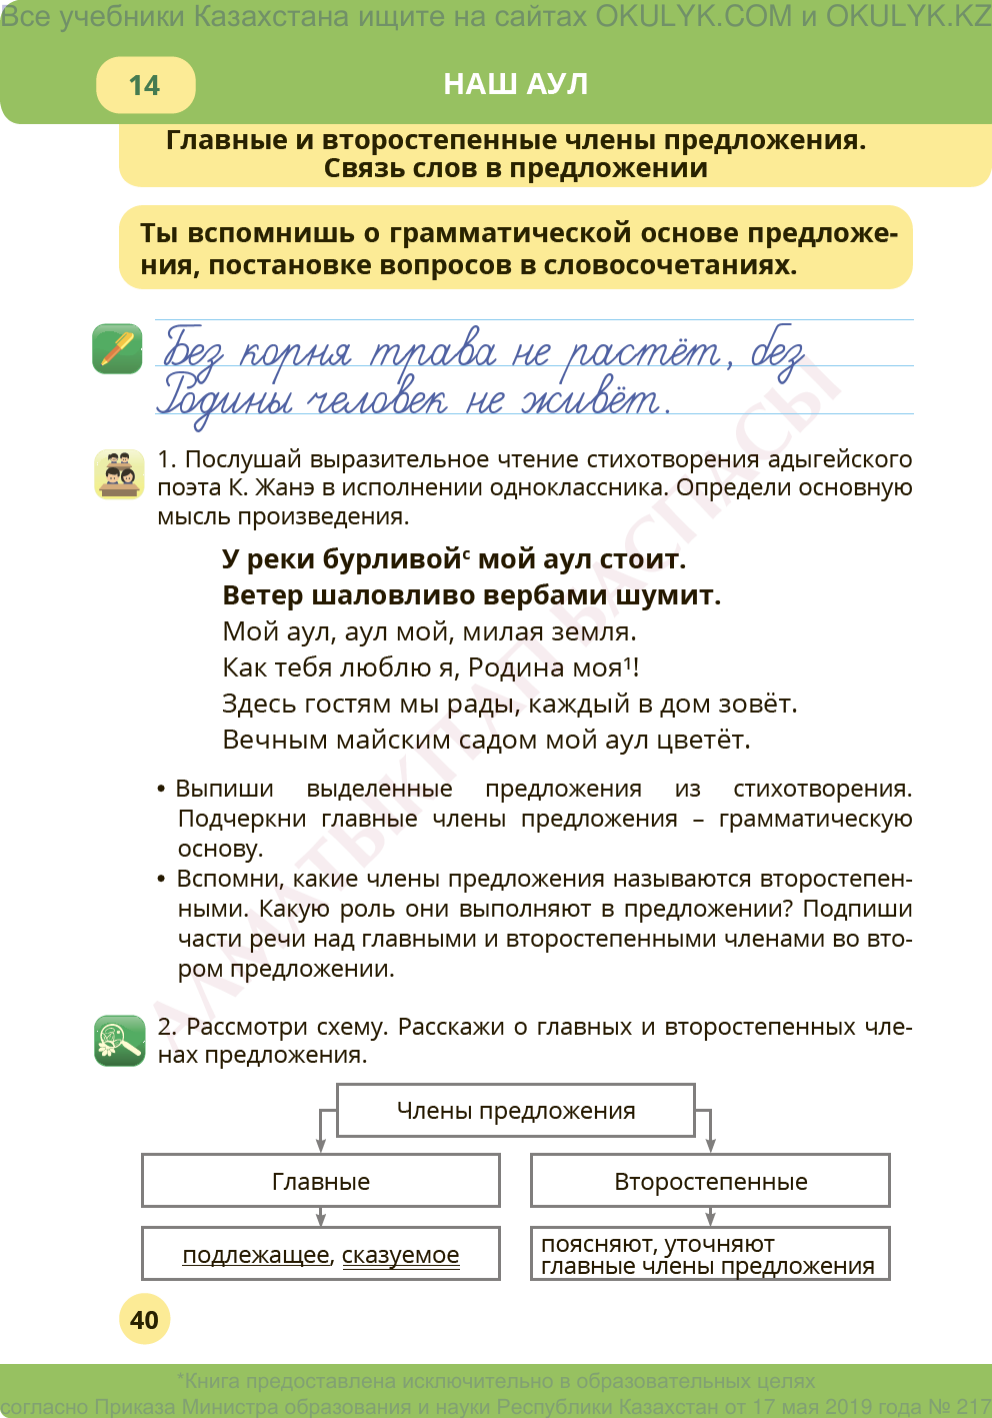 Все учебники Казахстана ищите на сайтах OKULYK.COM и OKULYK.KZ
14
НАШ АУЛ
Главные и второстепенные члены предложения.
Связь слов в предложении
Ты вспомнишь о грамматической основе предложе-
ния, постановке вопросов в словосочетаниях.
Без корня трава не растёт, без
Родины человек не живёт.
1. Послушай выразительное чтение стихотворения адыгейского
поэта К. Жанэ в исполнении одноклассника. Определи основную
мысль произведения.
У реки бурливойᶜ мой аул стоит.
Ветер шаловливо вербами шумит.
Мой аул, аул мой, милая земля.
Как тебя люблю я, Родина моя¹!
Здесь гостям мы рады, каждый в дом зовёт.
Вечным майским садом мой аул цветёт.
• Выпиши выделенные предложения из стихотворения.
Подчеркни главные члены предложения – грамматическую
основу.
• Вспомни, какие члены предложения называются второстепен-
ными. Какую роль они выполняют в предложении? Подпиши
части речи над главными и второстепенными членами во вто-
ром предложении.
2. Рассмотри схему. Расскажи о главных и второстепенных чле-
нах предложения.
Члены предложения
Главные
Второстепенные
подлежащее, сказуемое
поясняют, уточняют
главные члены предложения
40
АЛМАТЫКІТАП БАСПАСЫ
*Книга предоставлена исключительно в образовательных целях
согласно Приказа Министра образования и науки Республики Казахстан от 17 мая 2019 года № 217